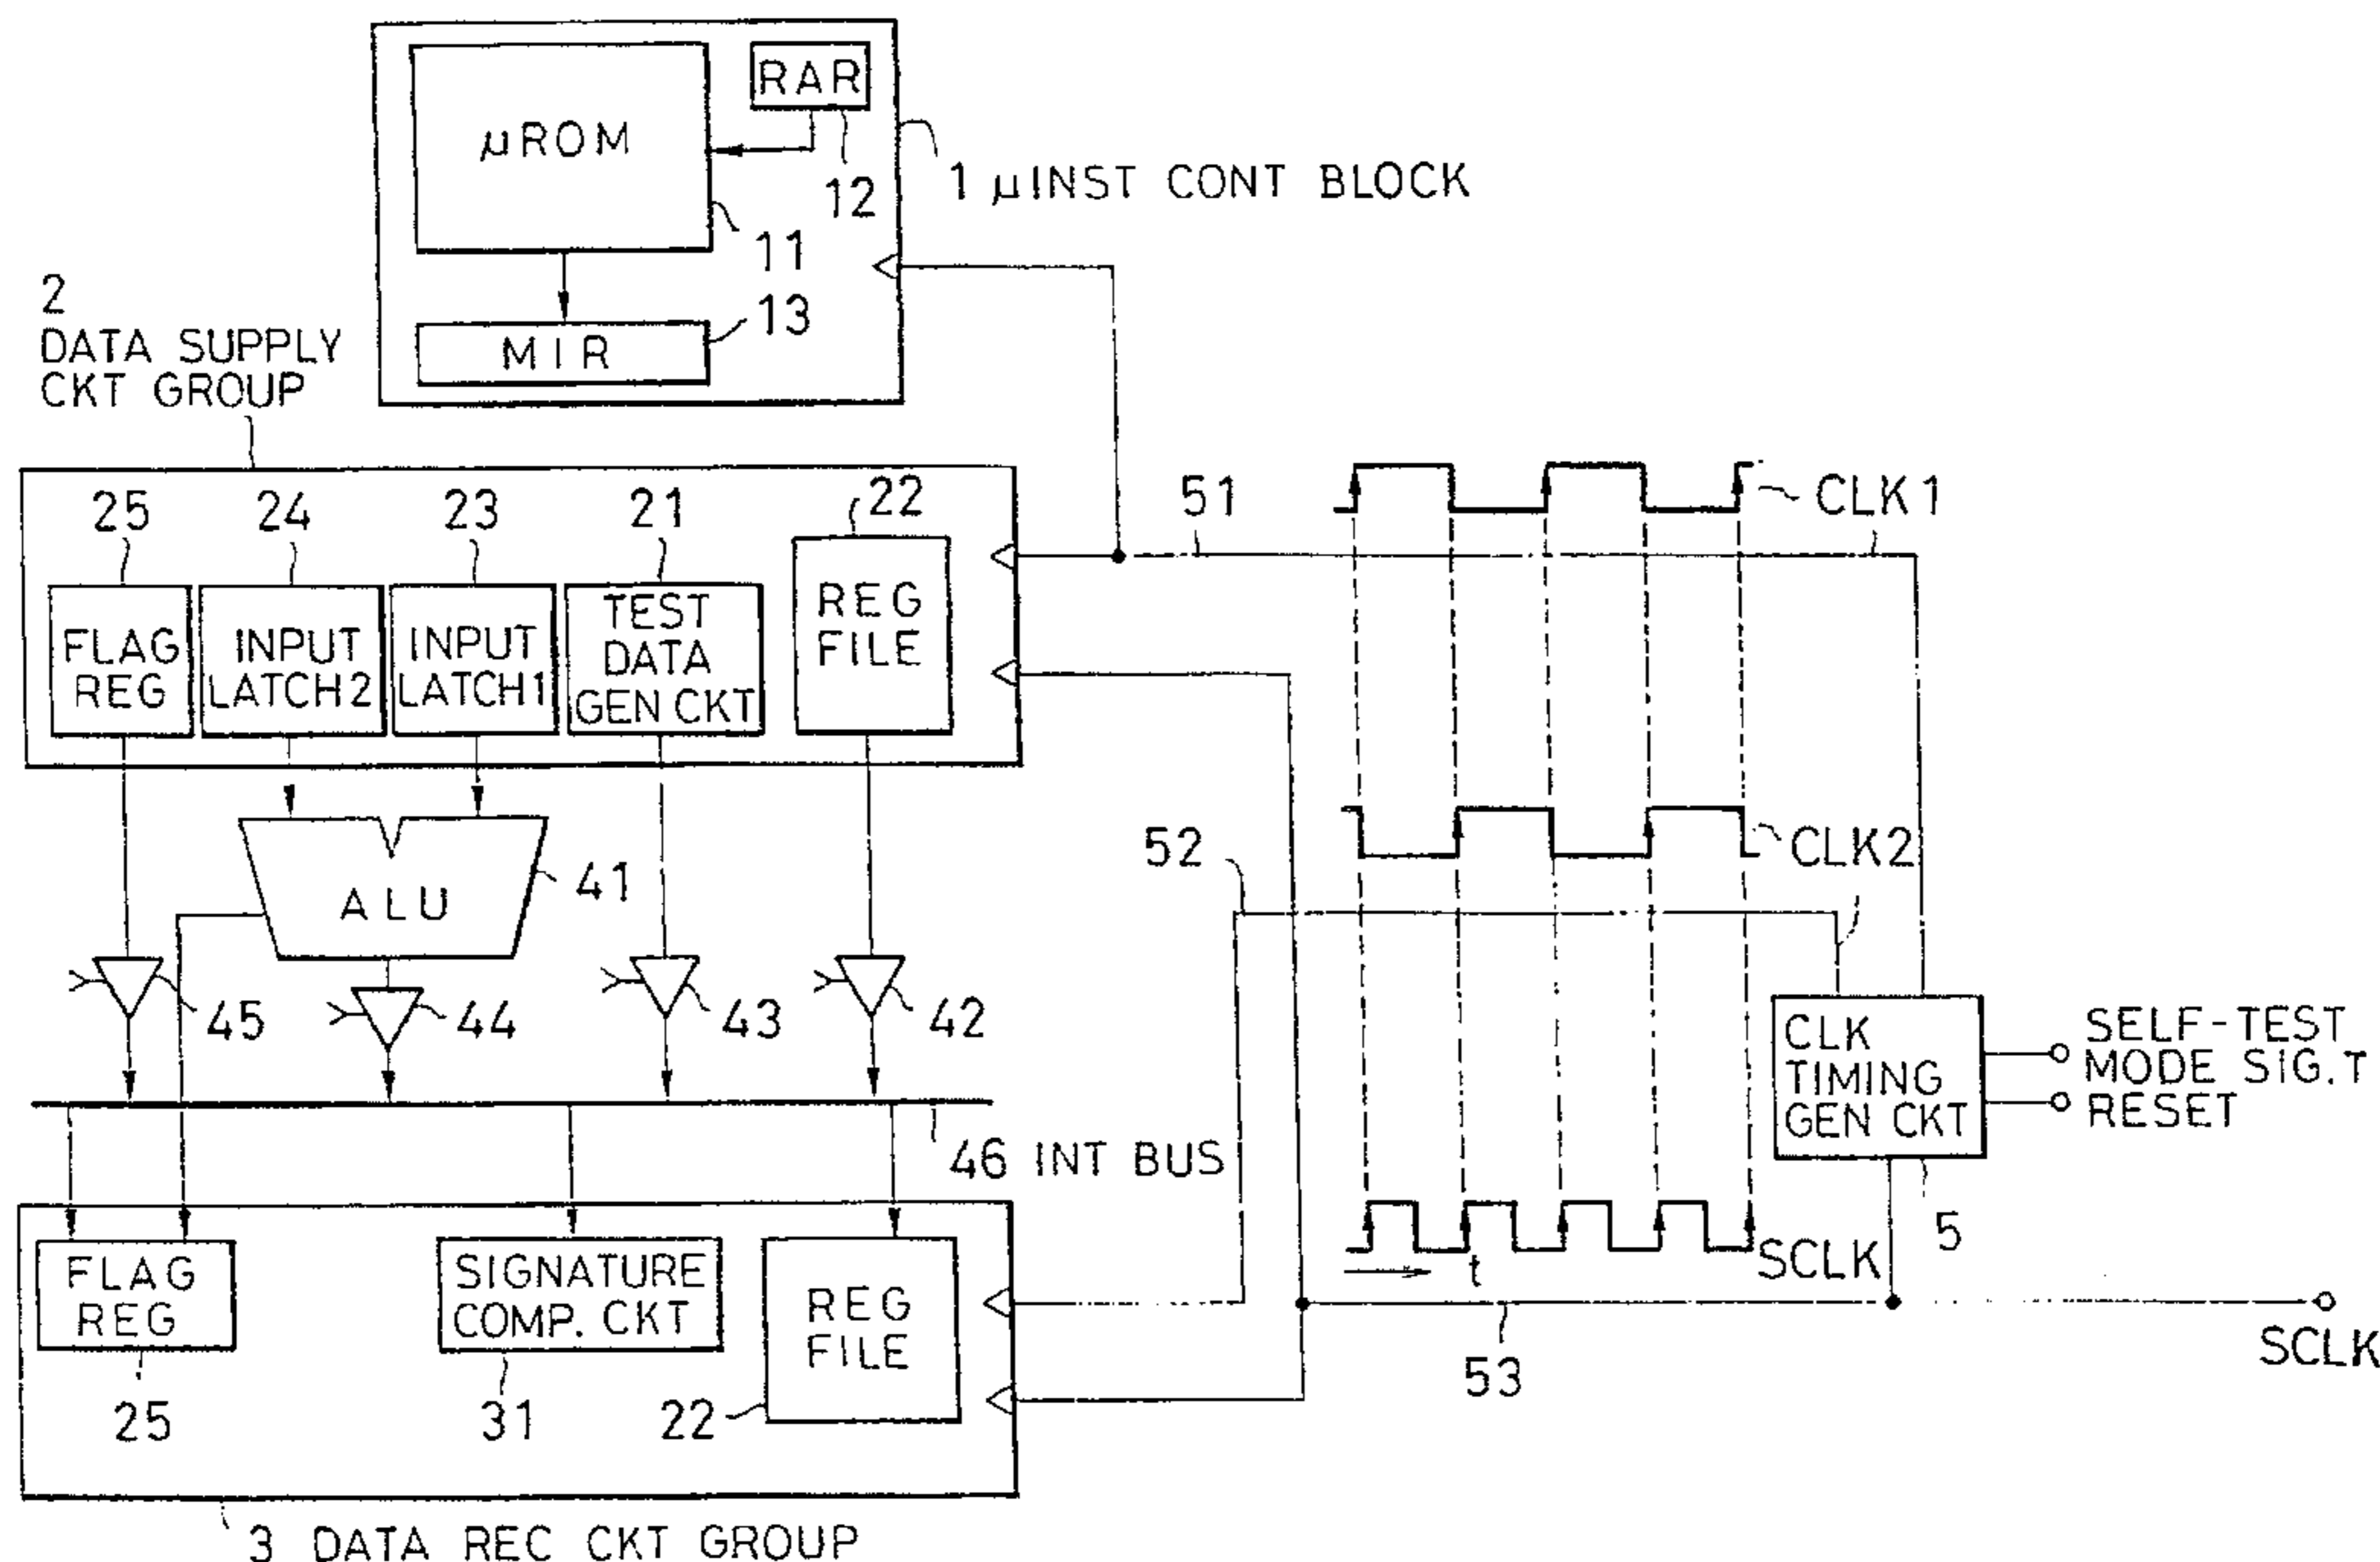 RAR
μROM
12
1 μINST CONT BLOCK
11
13
MIR
2
DATA SUPPLY
CKT GROUP
25
24
23
21
22
FLAG
REG
INPUT
LATCH2
INPUT
LATCH1
TEST
DATA
GEN CKT
REG
FILE
51
CLK1
52
CLK2
ALU
41
45
44
43
42
CLK
TIMING
GEN CKT
SELF-TEST
MODE SIG.T
RESET
5
46 INT BUS
t
SCLK
FLAG
REG
SIGNATURE
COMP. CKT
REG
FILE
25
31
22
53
SCLK
3 DATA REC CKT GROUP